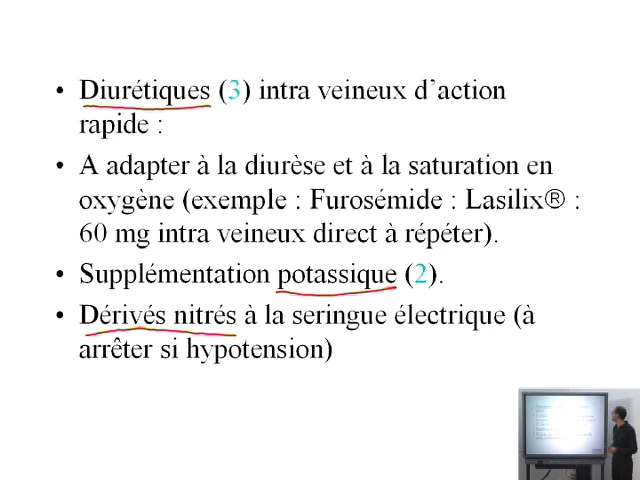 • Diurétiques (3) intra veineux d’action
rapide :
• A adapter à la diurèse et à la saturation en
oxygène (exemple : Furosémide : Lasilix® :
60 mg intra veineux direct à répéter).
• Supplémentation potassique (2).
• Dérivés nitrés à la seringue électrique (à
arrêter si hypotension)